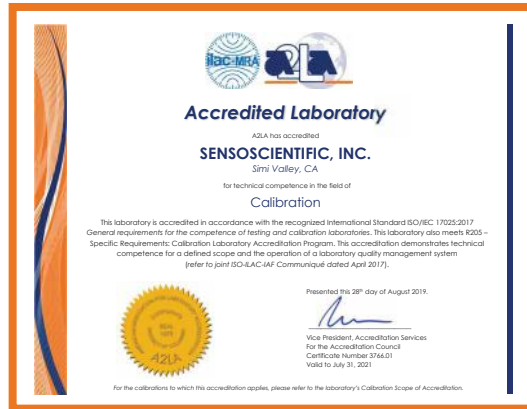 ilac-MRA
A2LA
Accredited Laboratory
A2LA has accredited
SENSOSCIENTIFIC, INC.
Simi Valley, CA
for technical competence in the field of
Calibration
This laboratory is accredited in accordance with the recognized International Standard ISO/IEC 17025:2017
General requirements for the competence of testing and calibration laboratories. This laboratory also meets R205 –
Specific Requirements: Calibration Laboratory Accreditation Program. This accreditation demonstrates technical
competence for a defined scope and the operation of a laboratory quality management system
(refer to joint ISO-ILAC-IAF Communiqué dated April 2017).
Presented this 28th day of August 2019.
Vice President, Accreditation Services
For the Accreditation Council
Certificate Number 3766.01
Valid to July 31, 2021
SEAL
1978
A2LA
For the calibrations to which this accreditation applies, please refer to the laboratory's Calibration Scope of Accreditation.